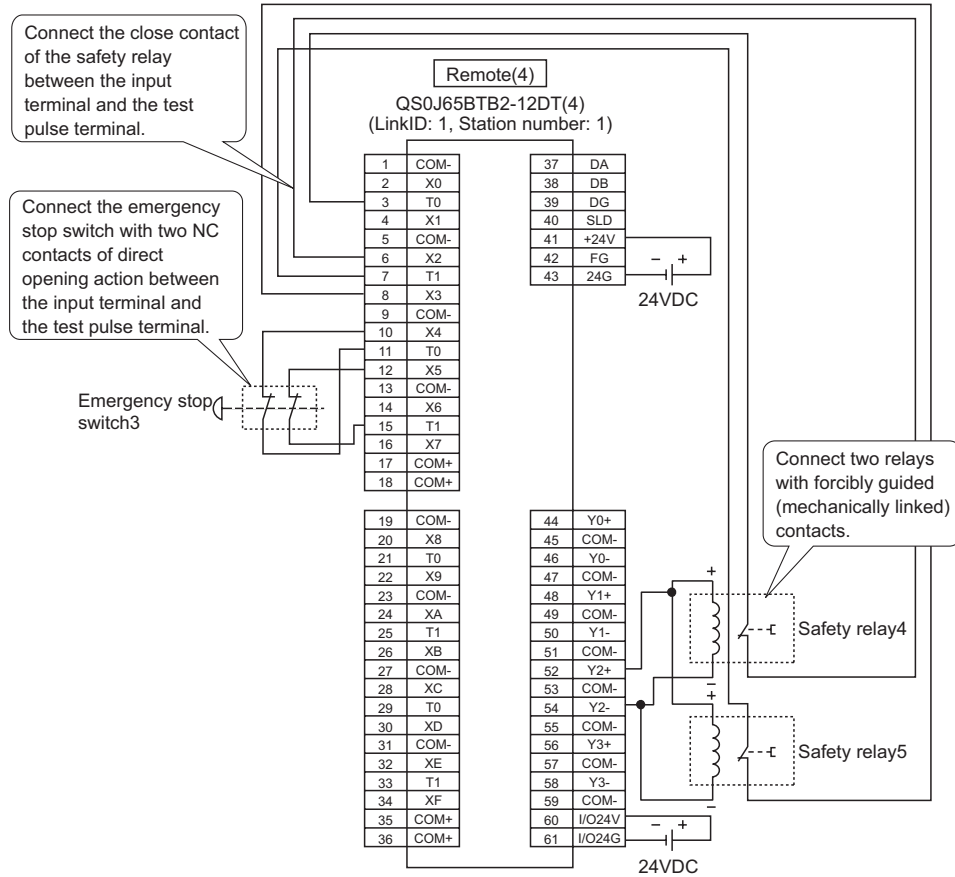 Connect the close contact
of the safety relay
between the input
terminal and the test
pulse terminal.
Remote(4)
QS0J65BTB2-12DT(4)
(LinkID: 1, Station number: 1)
Connect the emergency
stop switch with two NC
contacts of direct
opening action between
the input terminal and
the test pulse terminal.
Emergency stop
switch3
1 COM-
2 X0
3 T0
4 X1
5 COM-
6 X2
7 T1
8 X3
9 COM-
10 X4
11 T0
12 X5
13 COM-
14 X6
15 T1
16 X7
17 COM+
18 COM+
19 COM-
20 X8
21 T0
22 X9
23 COM-
24 XA
25 T1
26 XB
27 COM-
28 XC
29 T0
30 XD
31 COM-
32 XE
33 T1
34 XF
35 COM+
36 COM+
37 DA
38 DB
39 DG
40 SLD
41 +24V
42 FG
43 24G
− +
24VDC
44 Y0+
45 COM-
46 Y0-
47 COM-
48 Y1+
49 COM-
50 Y1-
51 COM-
52 Y2+
53 COM-
54 Y2-
55 COM-
56 Y3+
57 COM-
58 Y3-
59 COM-
60 I/O24V
61 I/O24G
− +
24VDC
Connect two relays
with forcibly guided
(mechanically linked)
contacts.
+
Safety relay4
−
+
Safety relay5
−